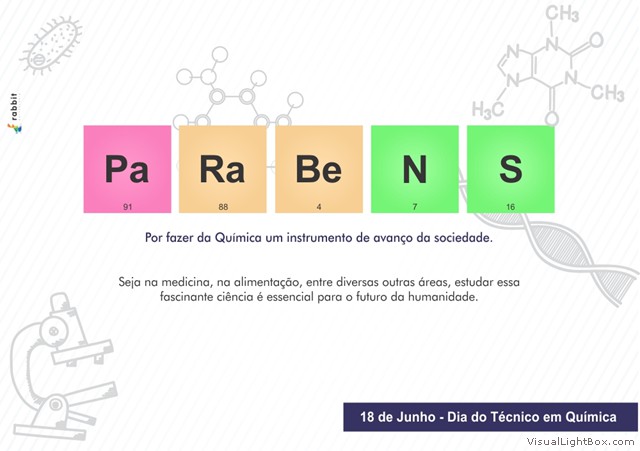 CH₃
N
O
N
N
N
CH₃
H₃C
O
rabbit
Pa Ra Be N S
91 88 4 7 16
Por fazer da Química um instrumento de avanço da sociedade.
Seja na medicina, na alimentação, entre diversas outras áreas, estudar essa
fascinante ciência é essencial para o futuro da humanidade.
18 de Junho - Dia do Técnico em Química
VisualLightBox.com